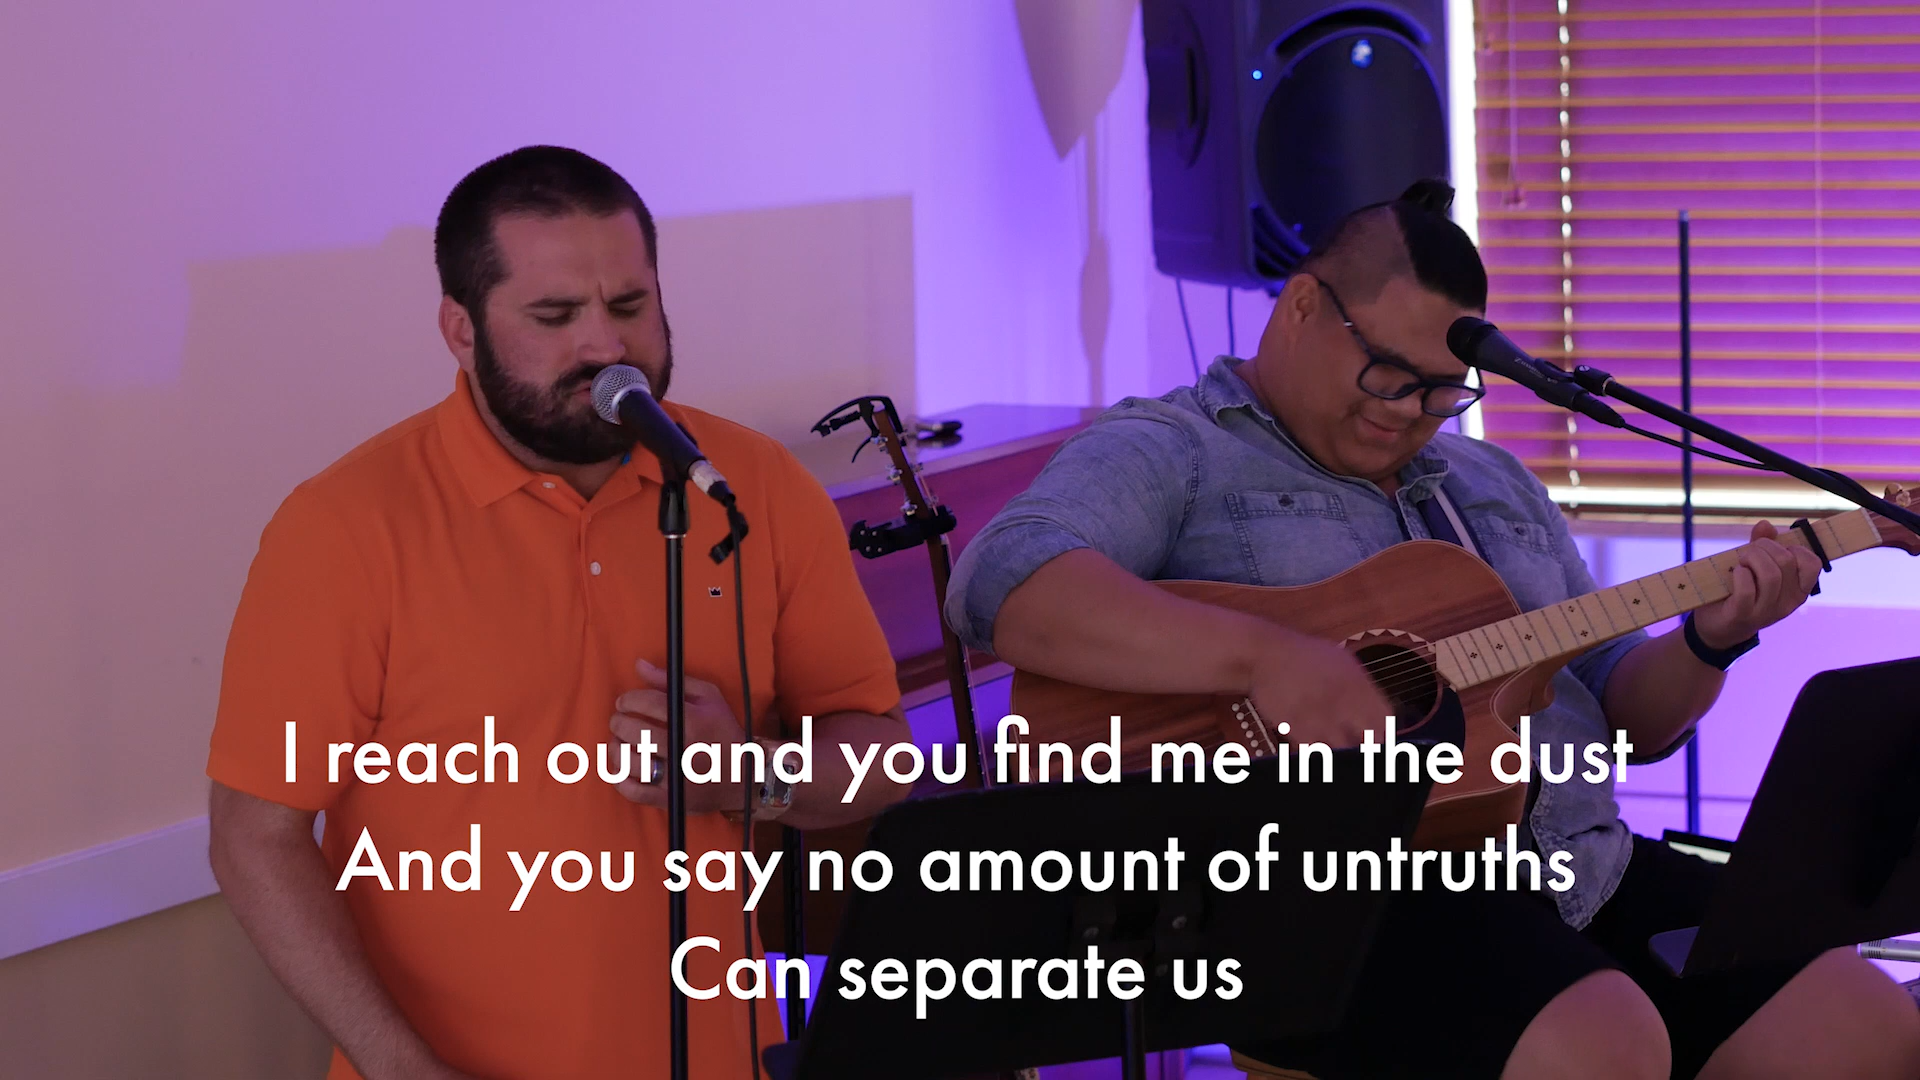 I reach out and you find me in the dust
And you say no amount of untruths
Can separate us